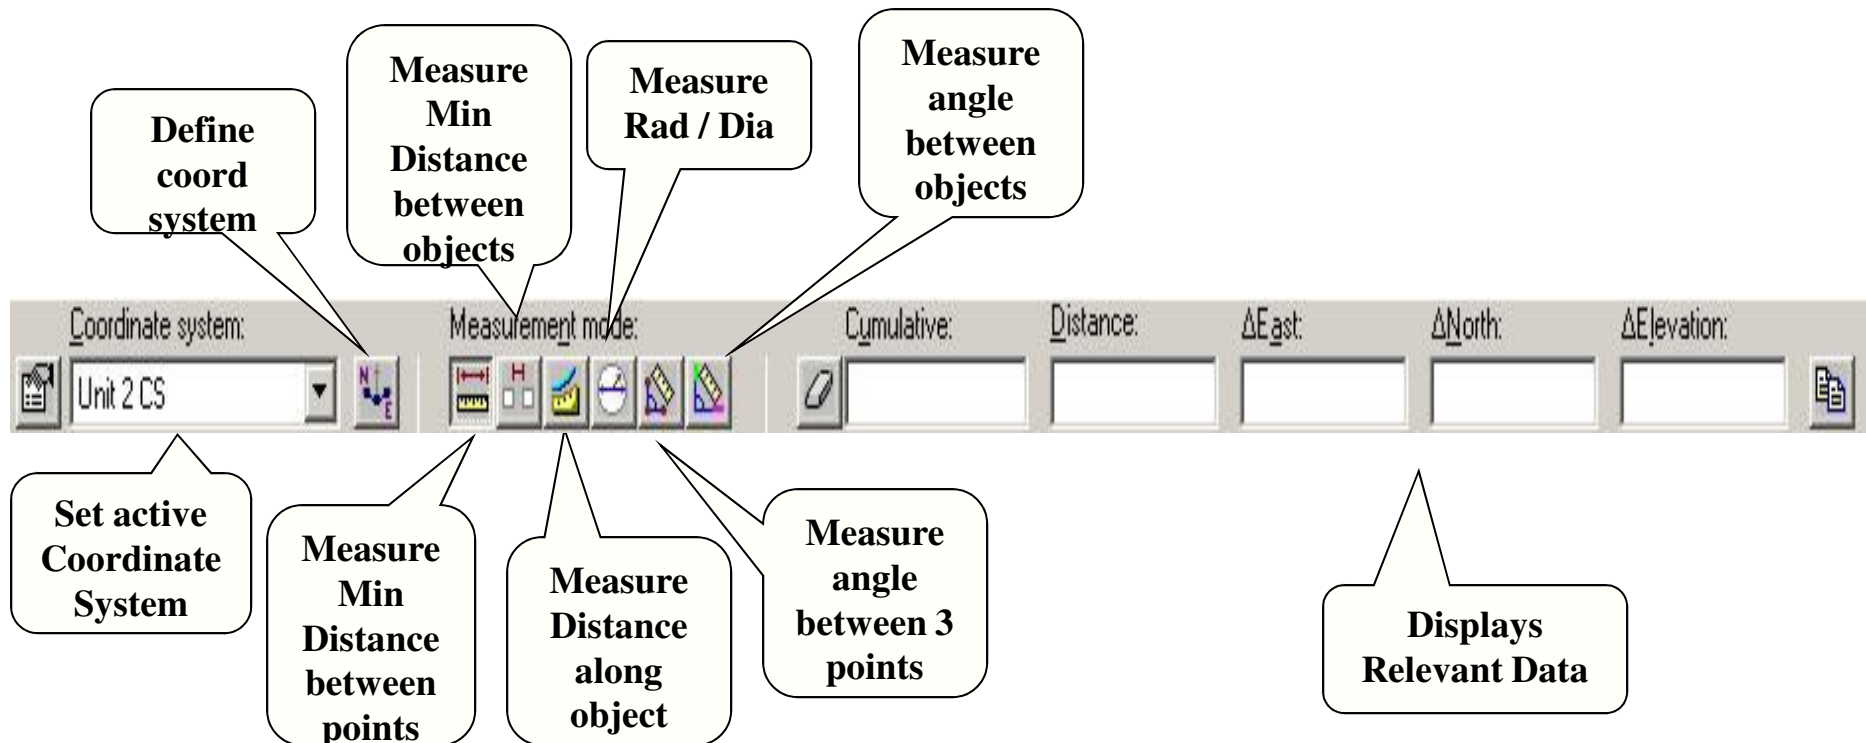 Define
coord
system
Measure
Min
Distance
between
objects
Measure
Rad / Dia
Measure
angle
between
objects
Coordinate system:
Measurement mode:
Cumulative:
Distance:
ΔEast:
ΔNorth:
ΔElevation:
Unit 2 CS
N
E
H
Set active
Coordinate
System
Measure
Min
Distance
between
points
Measure
Distance
along
object
Measure
angle
between 3
points
Displays
Relevant Data